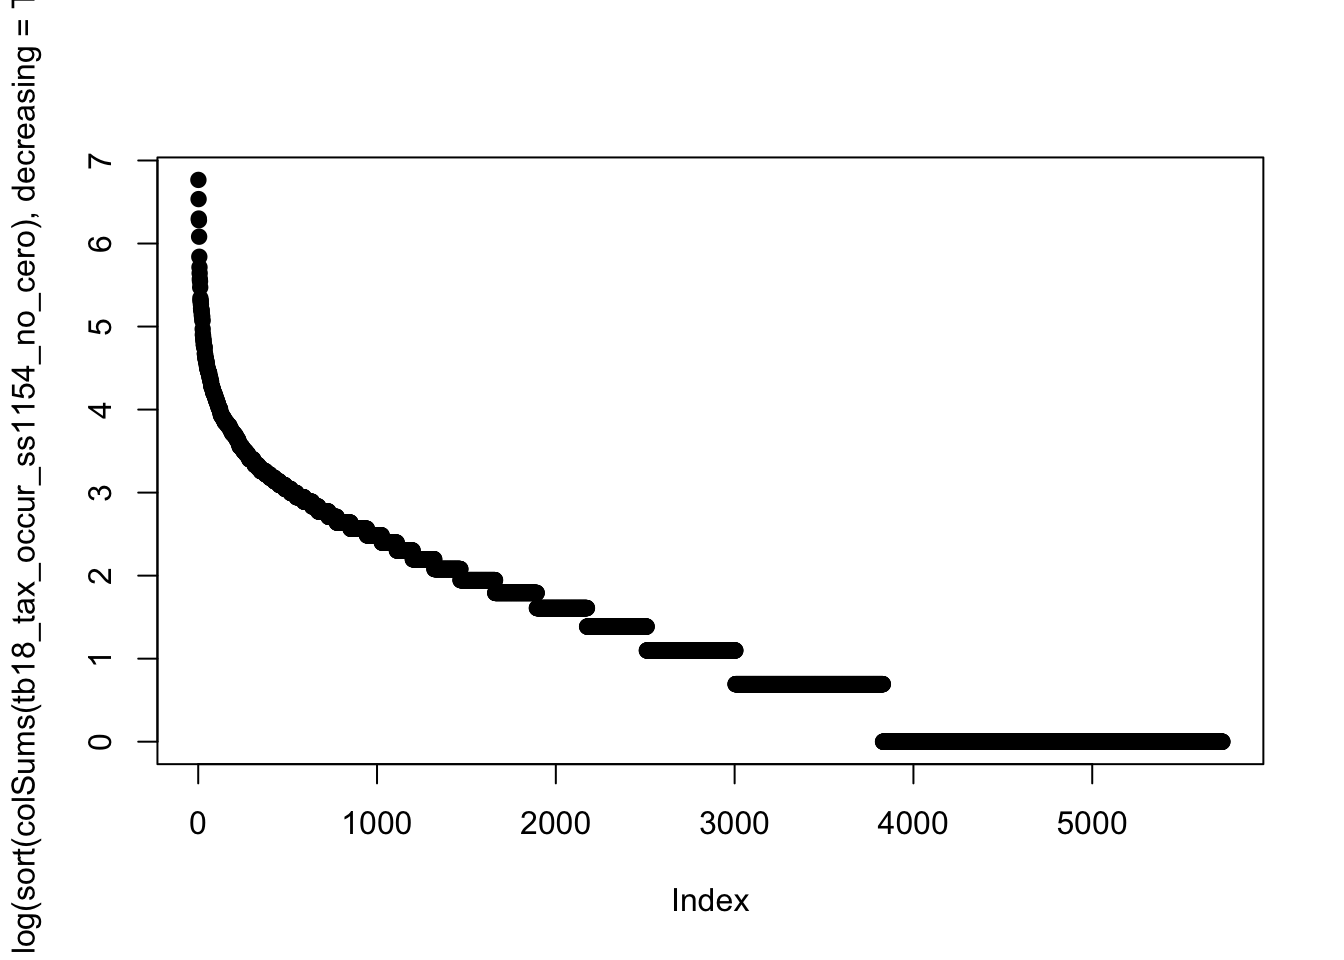 log(sort(colSums(tb18_tax_occur_ss1154_no_cero), decreasing = T
7
6
5
4
3
2
1
0
0 1000 2000 3000 4000 5000
Index